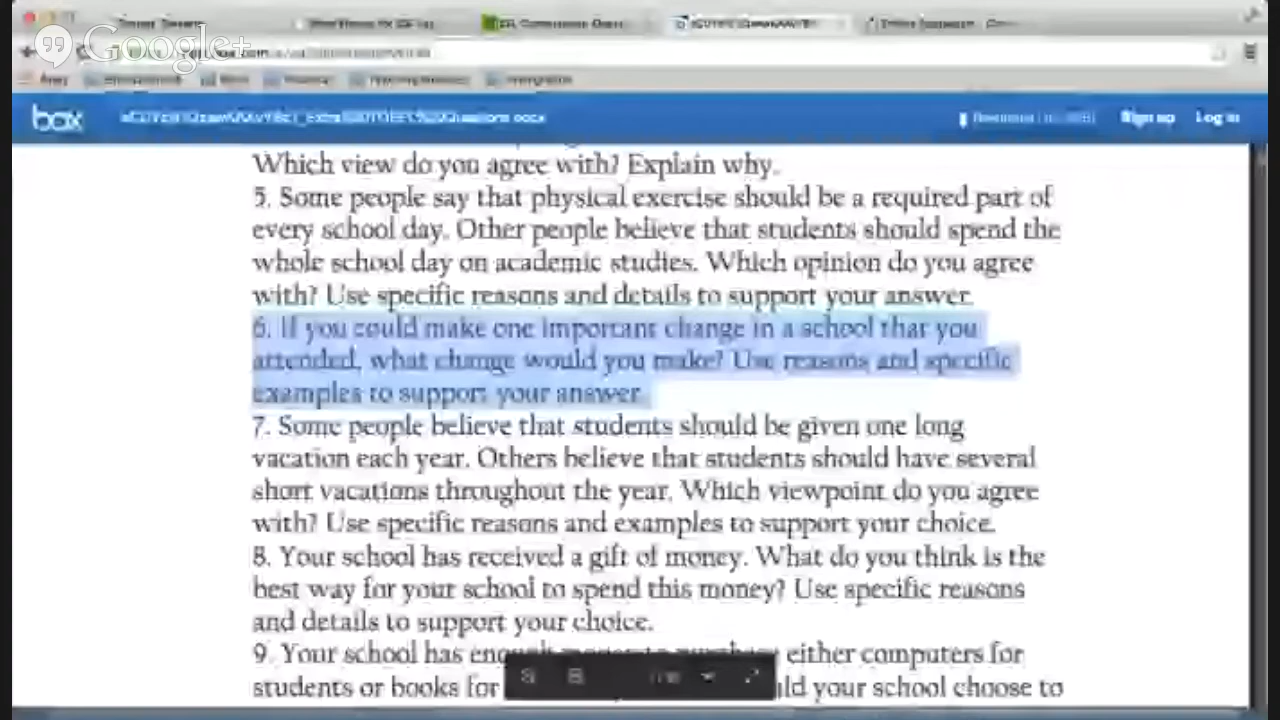 Google+
box
Sign up
Log in
Which view do you agree with? Explain why.
5. Some people say that physical exercise should be a required part of
every school day. Other people believe that students should spend the
whole school day on academic studies. Which opinion do you agree
with? Use specific reasons and details to support your answer.
6. If you could make one important change in a school that you
attended, what change would you make? Use reasons and specific
examples to support your answer.
7. Some people believe that students should be given one long
vacation each year. Others believe that students should have several
short vacations throughout the year. Which viewpoint do you agree
with? Use specific reasons and examples to support your choice.
8. Your school has received a gift of money. What do you think is the
best way for your school to spend this money? Use specific reasons
and details to support your choice.
9. Your school has either computers for
students or books for your school choose to